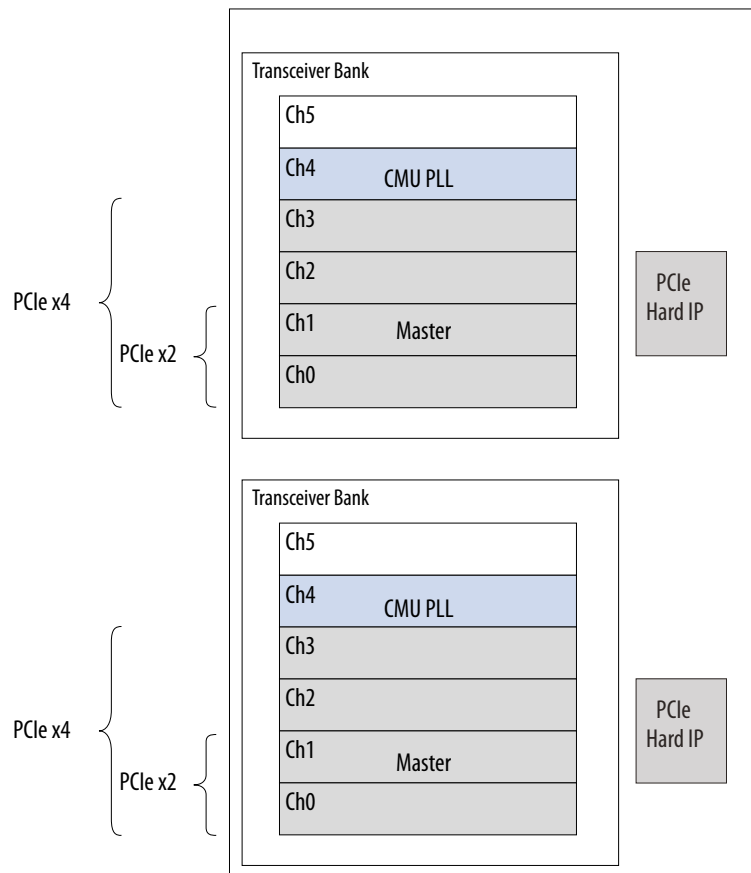 Transceiver Bank
Ch5
Ch4 CMU PLL
Ch3
Ch2
Ch1 Master
Ch0
PCIe x4
PCIe x2
PCIe
Hard IP
Transceiver Bank
Ch5
Ch4 CMU PLL
Ch3
Ch2
Ch1 Master
Ch0
PCIe x4
PCIe x2
PCIe
Hard IP